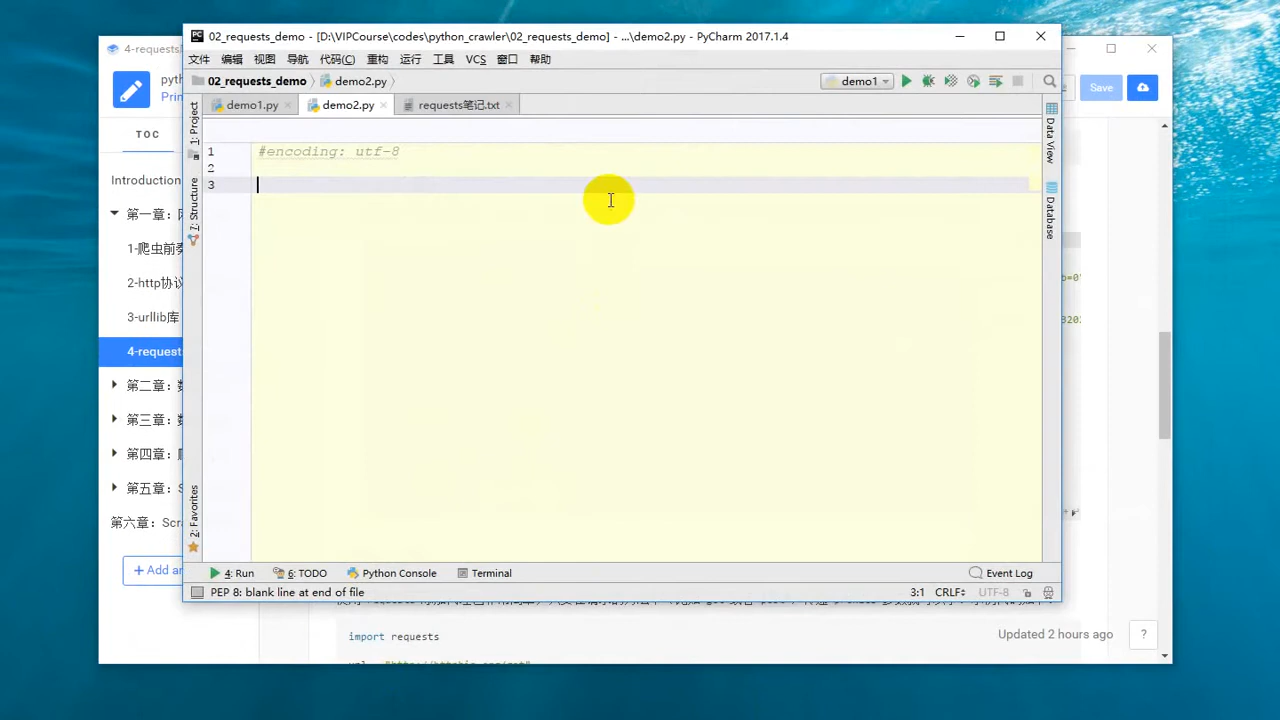 02_requests_demo - [D:\VIPCourse\codes\python_crawler\02_requests_demo] - ...\demo2.py - PyCharm 2017.1.4
4-requests
文件 编辑 视图 导航 代码(C) 重构 运行 工具 VCS 窗口 帮助
pyth
Prin
02_requests_demo demo2.py demo1
Save
demo1.py demo2.py requests笔记.txt
TOC
1: Project
7: Structure
2: Favorites
Data View
Database
1 #encoding: utf-8
2
3
Introduction
第一章：
1-爬虫前奏
2-http协议
3-urllib库
4-request
第二章：
第三章：
第四章：
第五章：S
第六章：Scr
+ Add an
4: Run 6: TODO Python Console Terminal Event Log
PEP 8: blank line at end of file 3:1 CRLF UTF-8
import requests
Updated 2 hours ago
?